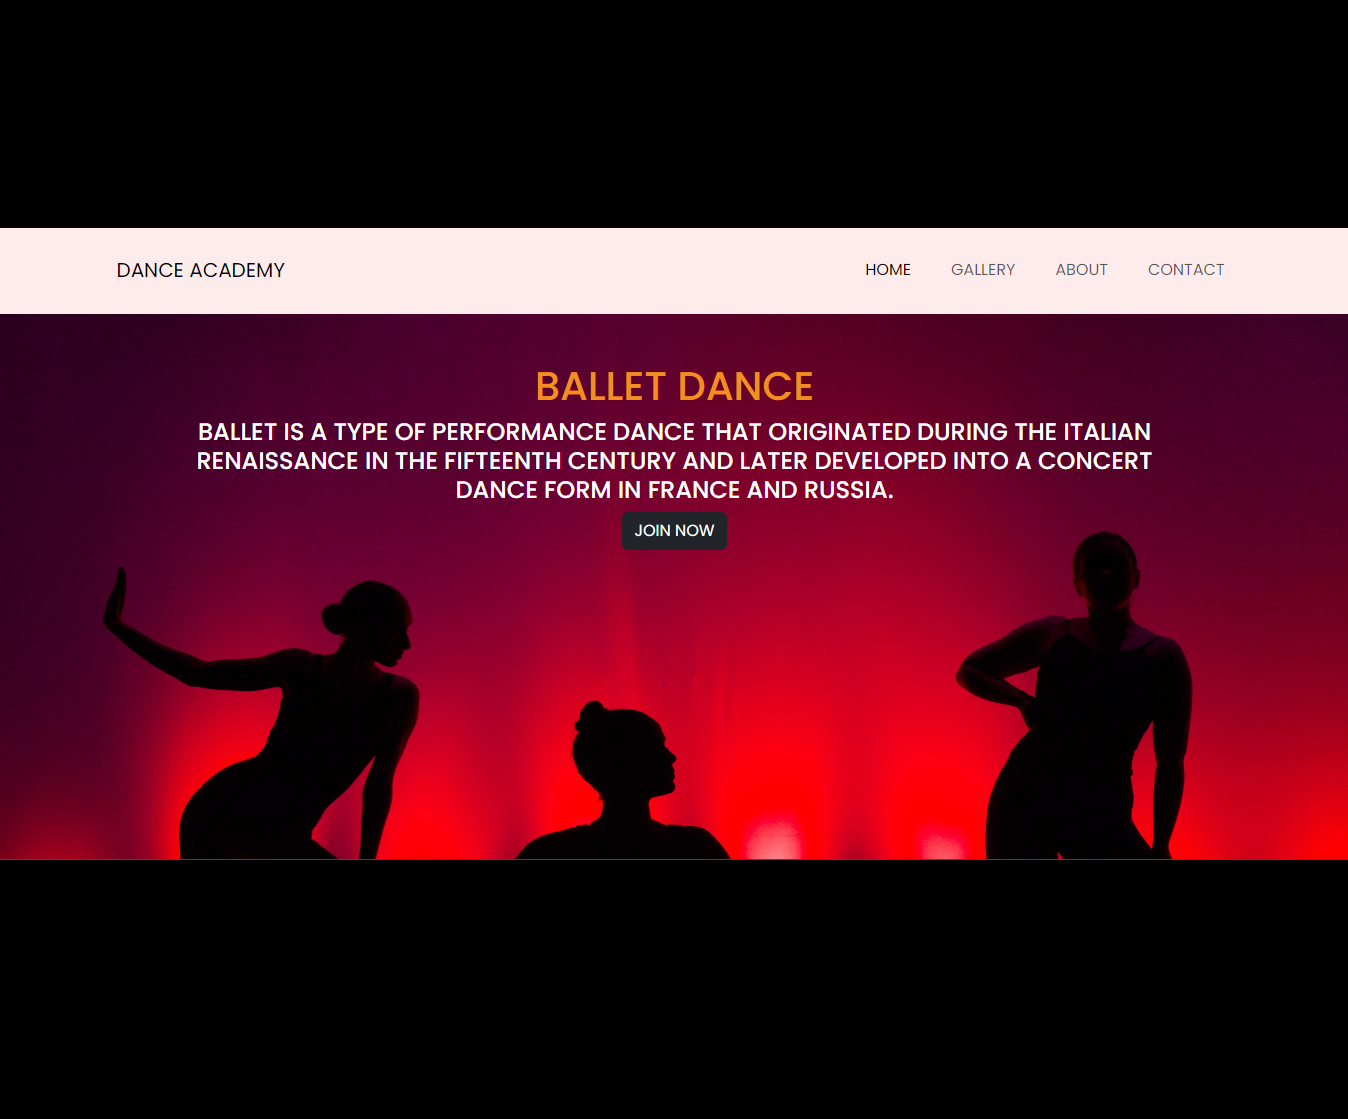 DANCE ACADEMY
HOME GALLERY ABOUT CONTACT
BALLET DANCE
BALLET IS A TYPE OF PERFORMANCE DANCE THAT ORIGINATED DURING THE ITALIAN
RENAISSANCE IN THE FIFTEENTH CENTURY AND LATER DEVELOPED INTO A CONCERT
DANCE FORM IN FRANCE AND RUSSIA.
JOIN NOW